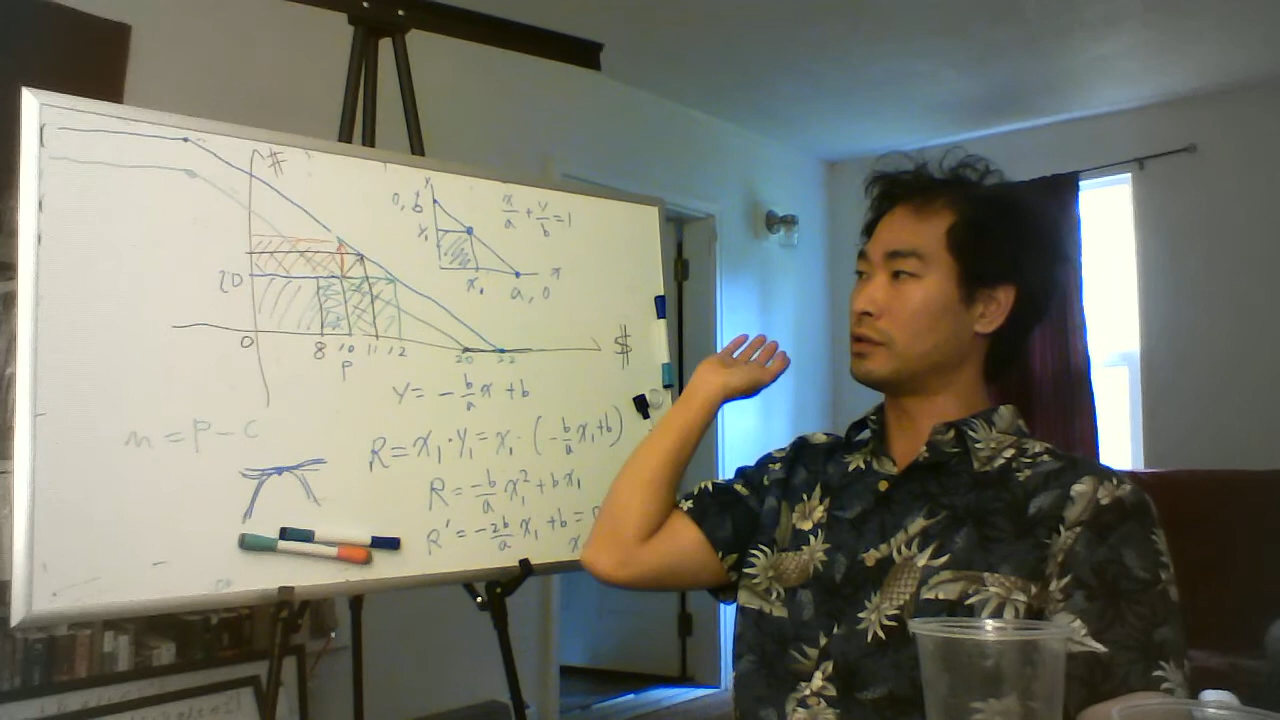 $
y
0, b
x/a + y/b = 1
y₁
x
x₁
a, 0
20
0
8 10 11 12
20 22
$
P
Y = -b/a x + b
m = P - C
R = x₁·y₁ = x₁·(-b/a x₁ + b)
R = -b/a x₁² + b x₁
R' = -2b/a x₁ + b =
x